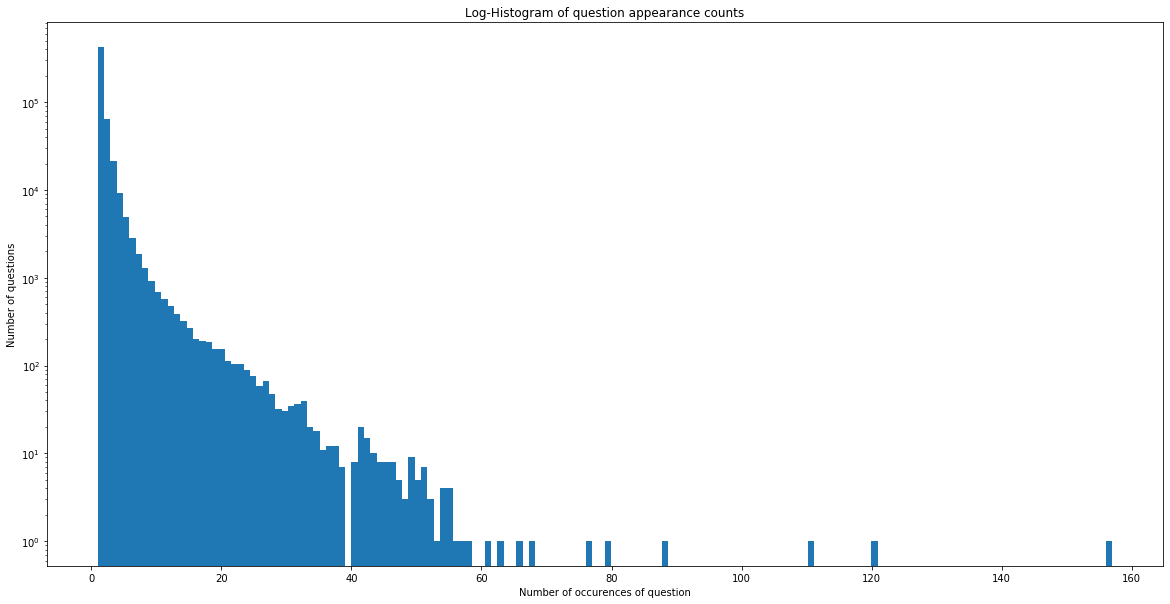 Log-Histogram of question appearance counts
Number of questions
10^5
10^4
10^3
10^2
10^1
10^0
0 20 40 60 80 100 120 140 160
Number of occurences of question